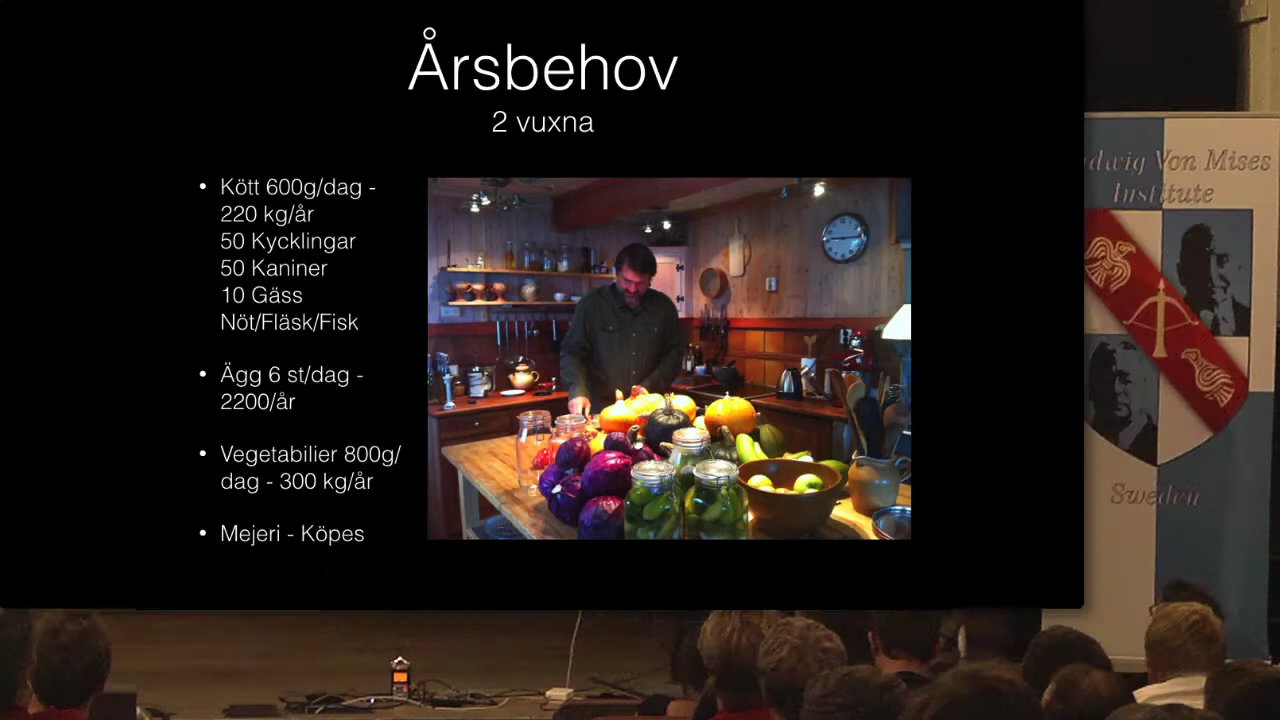 Årsbehov
2 vuxna
• Kött 600g/dag -
220 kg/år
50 Kycklingar
50 Kaniner
10 Gäss
Nöt/Fläsk/Fisk
• Ägg 6 st/dag -
2200/år
• Vegetabilier 800g/
dag - 300 kg/år
• Mejeri - Köpes
Von Mises
Institute
Sweden